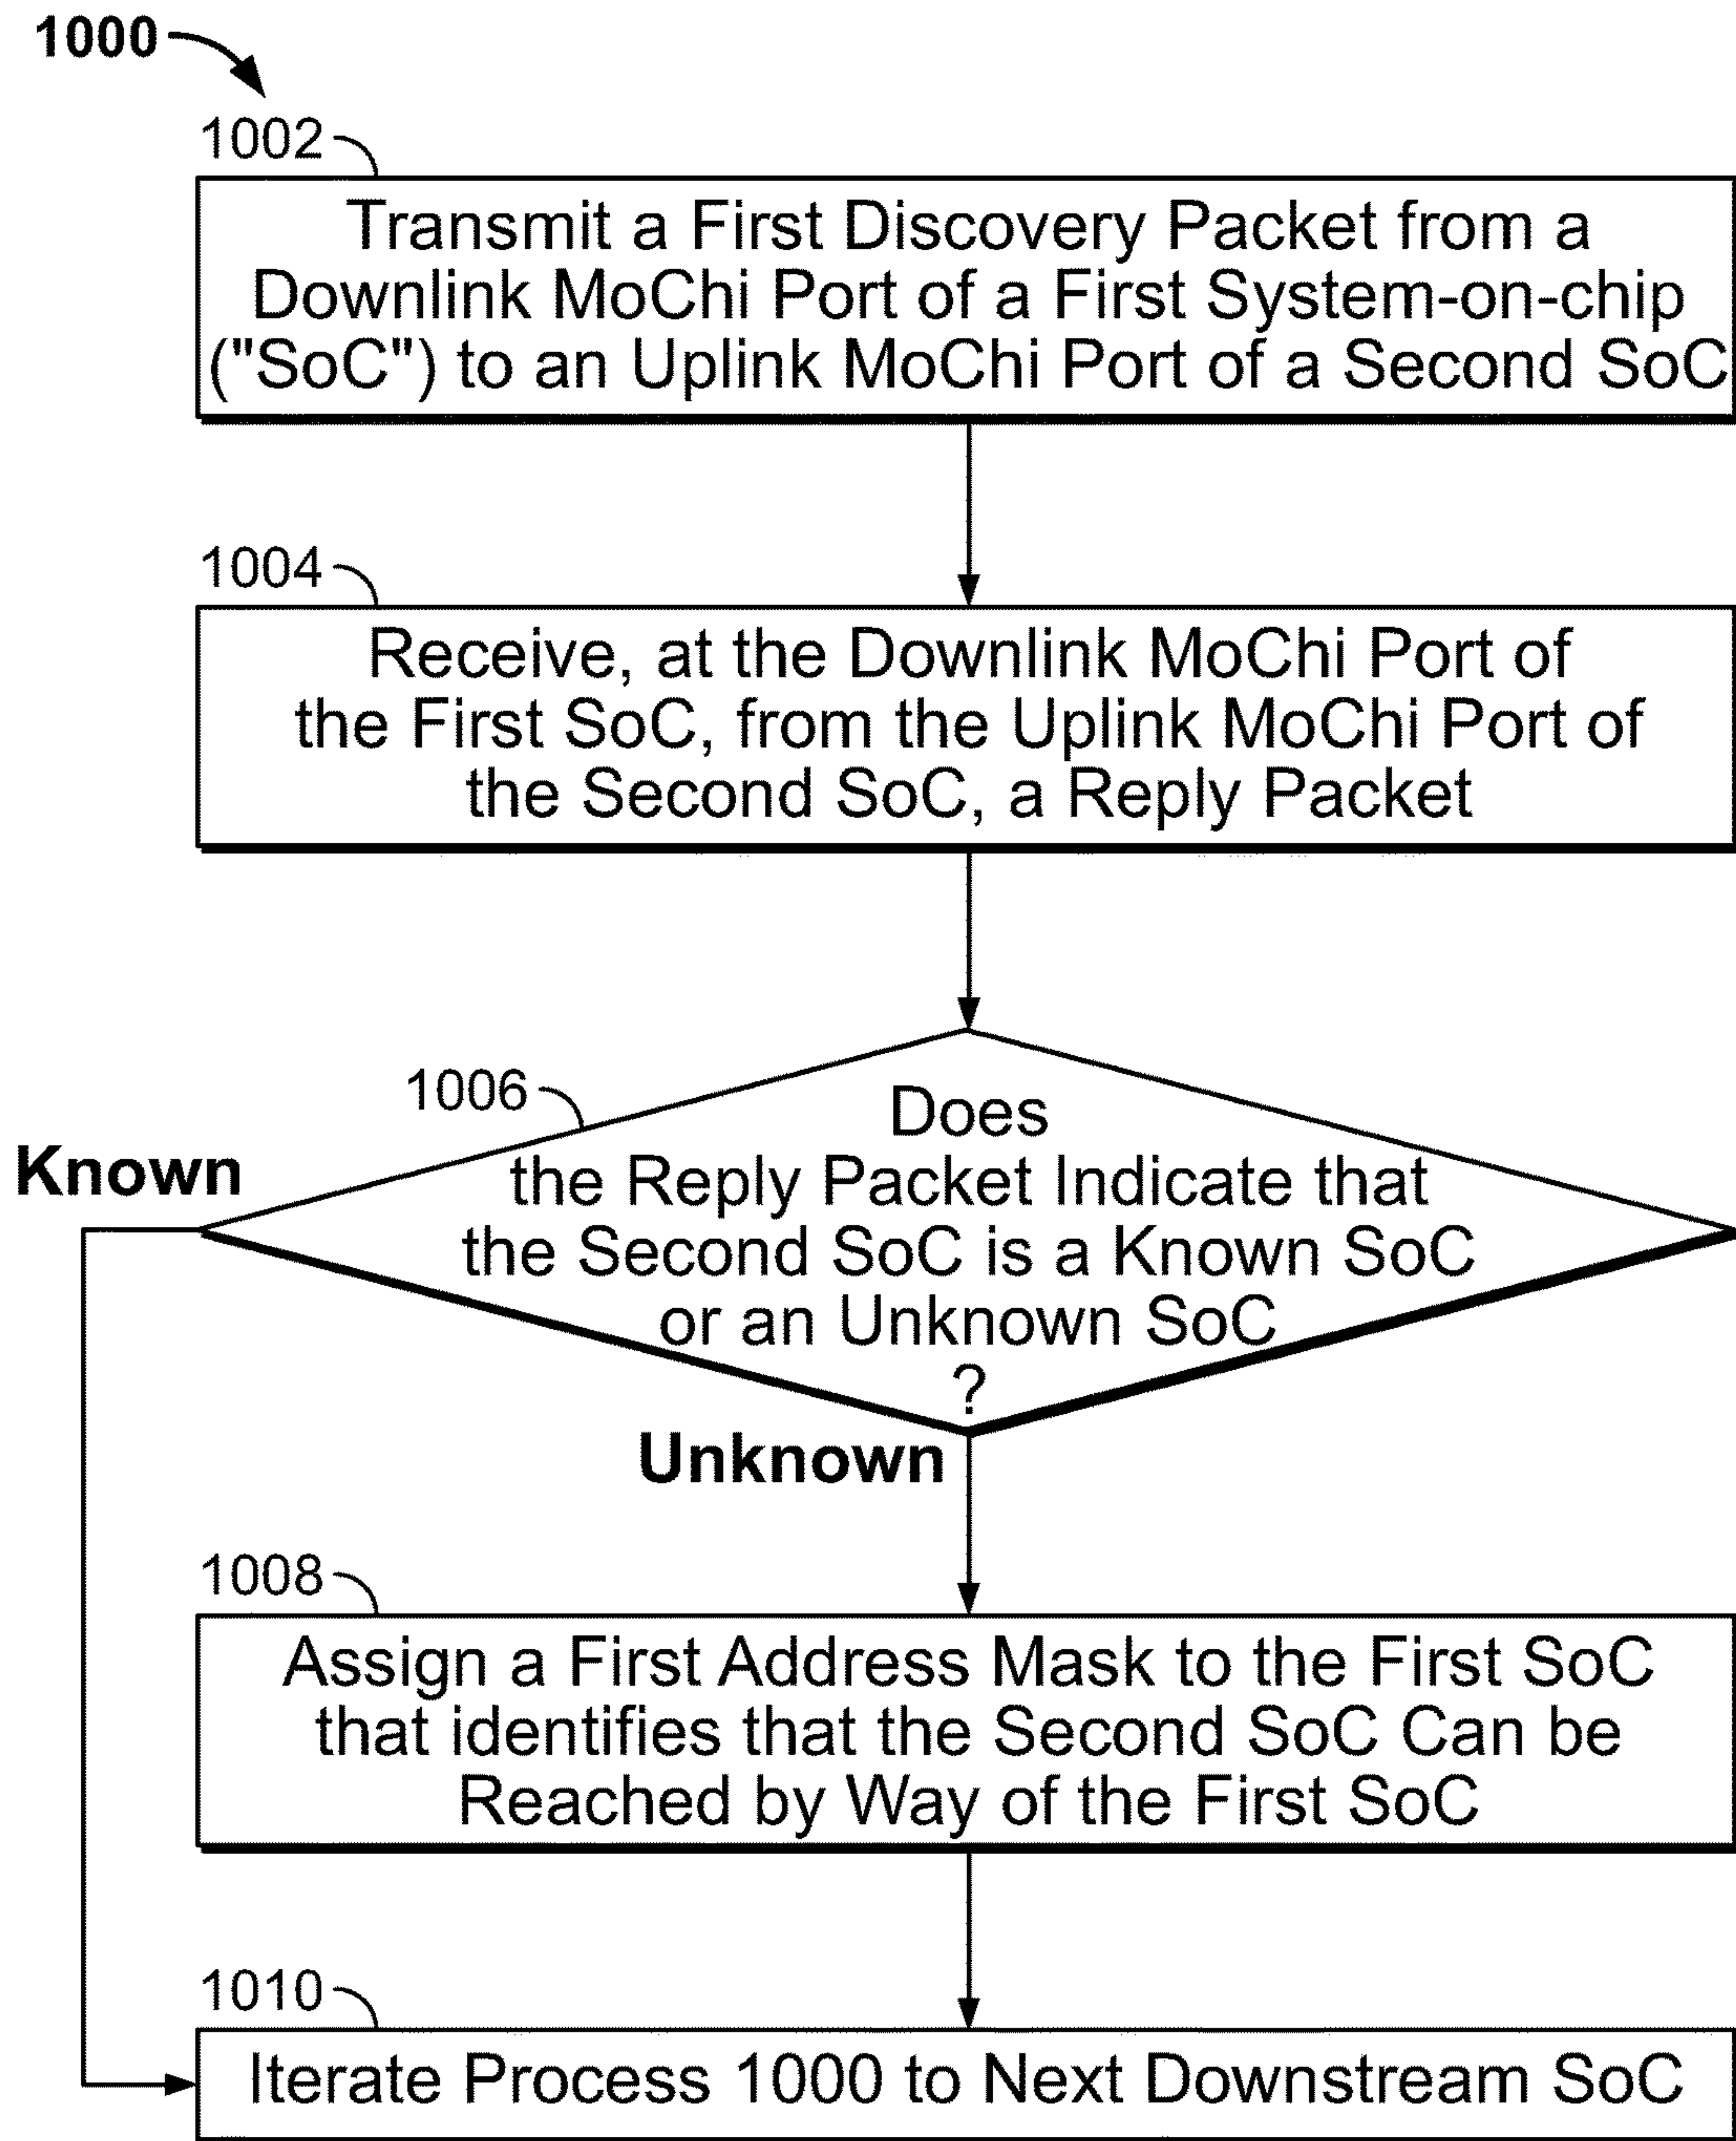 1000
1002
Transmit a First Discovery Packet from a
Downlink MoChi Port of a First System-on-chip
("SoC") to an Uplink MoChi Port of a Second SoC
1004
Receive, at the Downlink MoChi Port of
the First SoC, from the Uplink MoChi Port of
the Second SoC, a Reply Packet
1006
Does
the Reply Packet Indicate that
the Second SoC is a Known SoC
or an Unknown SoC
?
Known
Unknown
1008
Assign a First Address Mask to the First SoC
that identifies that the Second SoC Can be
Reached by Way of the First SoC
1010
Iterate Process 1000 to Next Downstream SoC